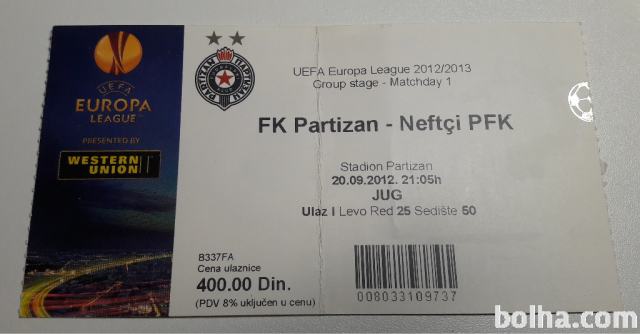 UEFA
EUROPA
LEAGUE
PRESENTED BY
WESTERN
UNION
PARTIZAN
UEFA Europa League 2012/2013
Group stage - Matchday 1
FK Partizan - Neftçi PFK
Stadion Partizan
20.09.2012. 21:05h
JUG
Ulaz I Levo Red 25 Sedište 50
B337FA
Cena ulaznice
400.00 Din.
(PDV 8% uključen u cenu)
008033109737
bolha.com